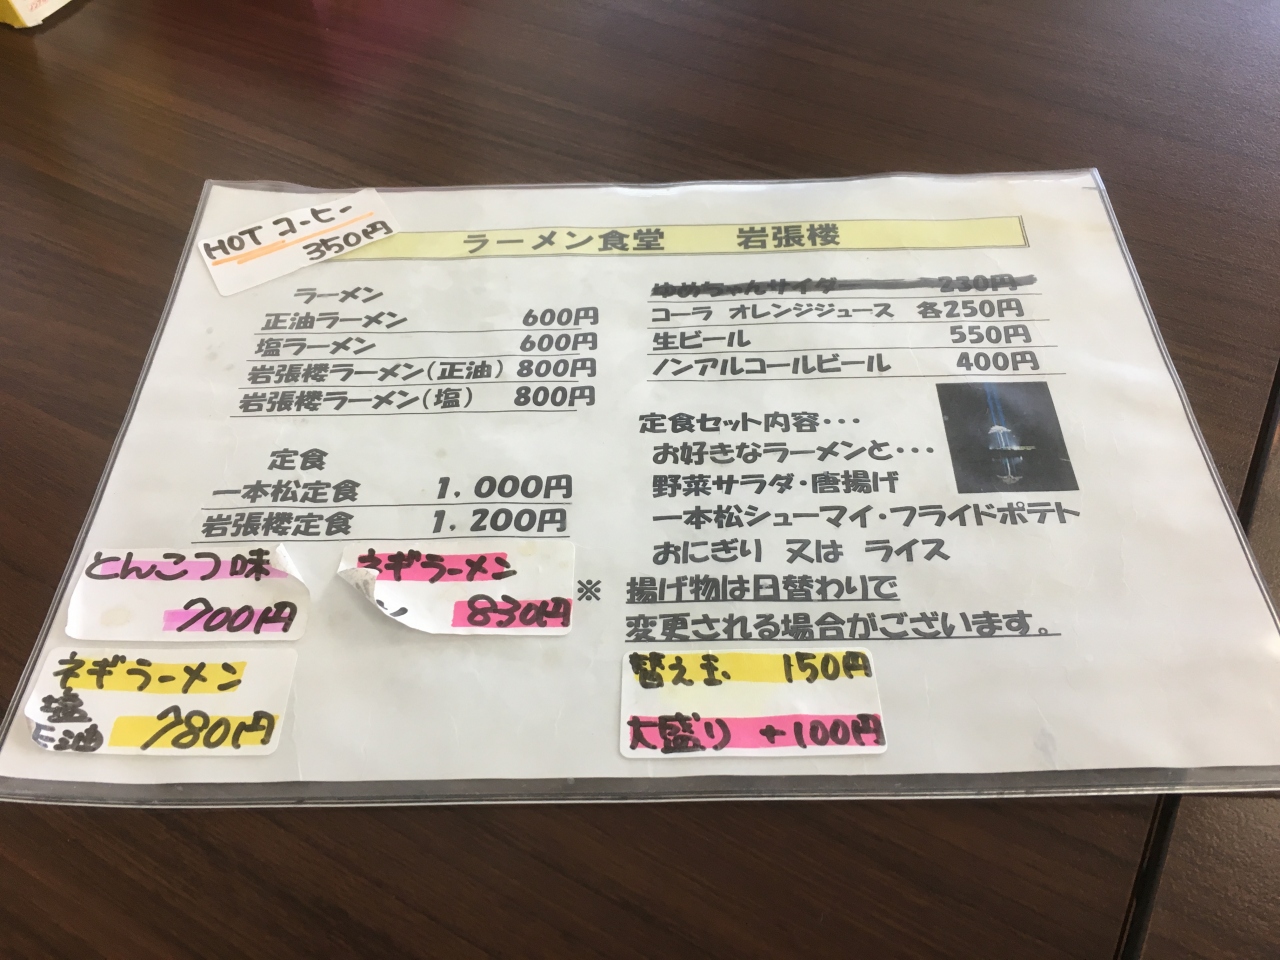 HOT コーヒー
350円
ラーメン食堂 岩張楼
ラーメン
正油ラーメン 600円
塩ラーメン 600円
岩張楼ラーメン(正油) 800円
岩張楼ラーメン(塩) 800円
定食
一本松定食 1,000円
岩張楼定食 1,200円
とんこつ味
700円
ネギラーメン
830円
ネギラーメン
塩
正油 780円
ゆめちゃんサイダー 230円
コーラ オレンジジュース 各250円
生ビール 550円
ノンアルコールビール 400円
定食セット内容・・・
お好きなラーメンと・・・
野菜サラダ・唐揚げ
一本松シューマイ・フライドポテト
おにぎり 又は ライス
※ 揚げ物は日替わりで
変更される場合がございます。
替え玉 150円
大盛り +100円